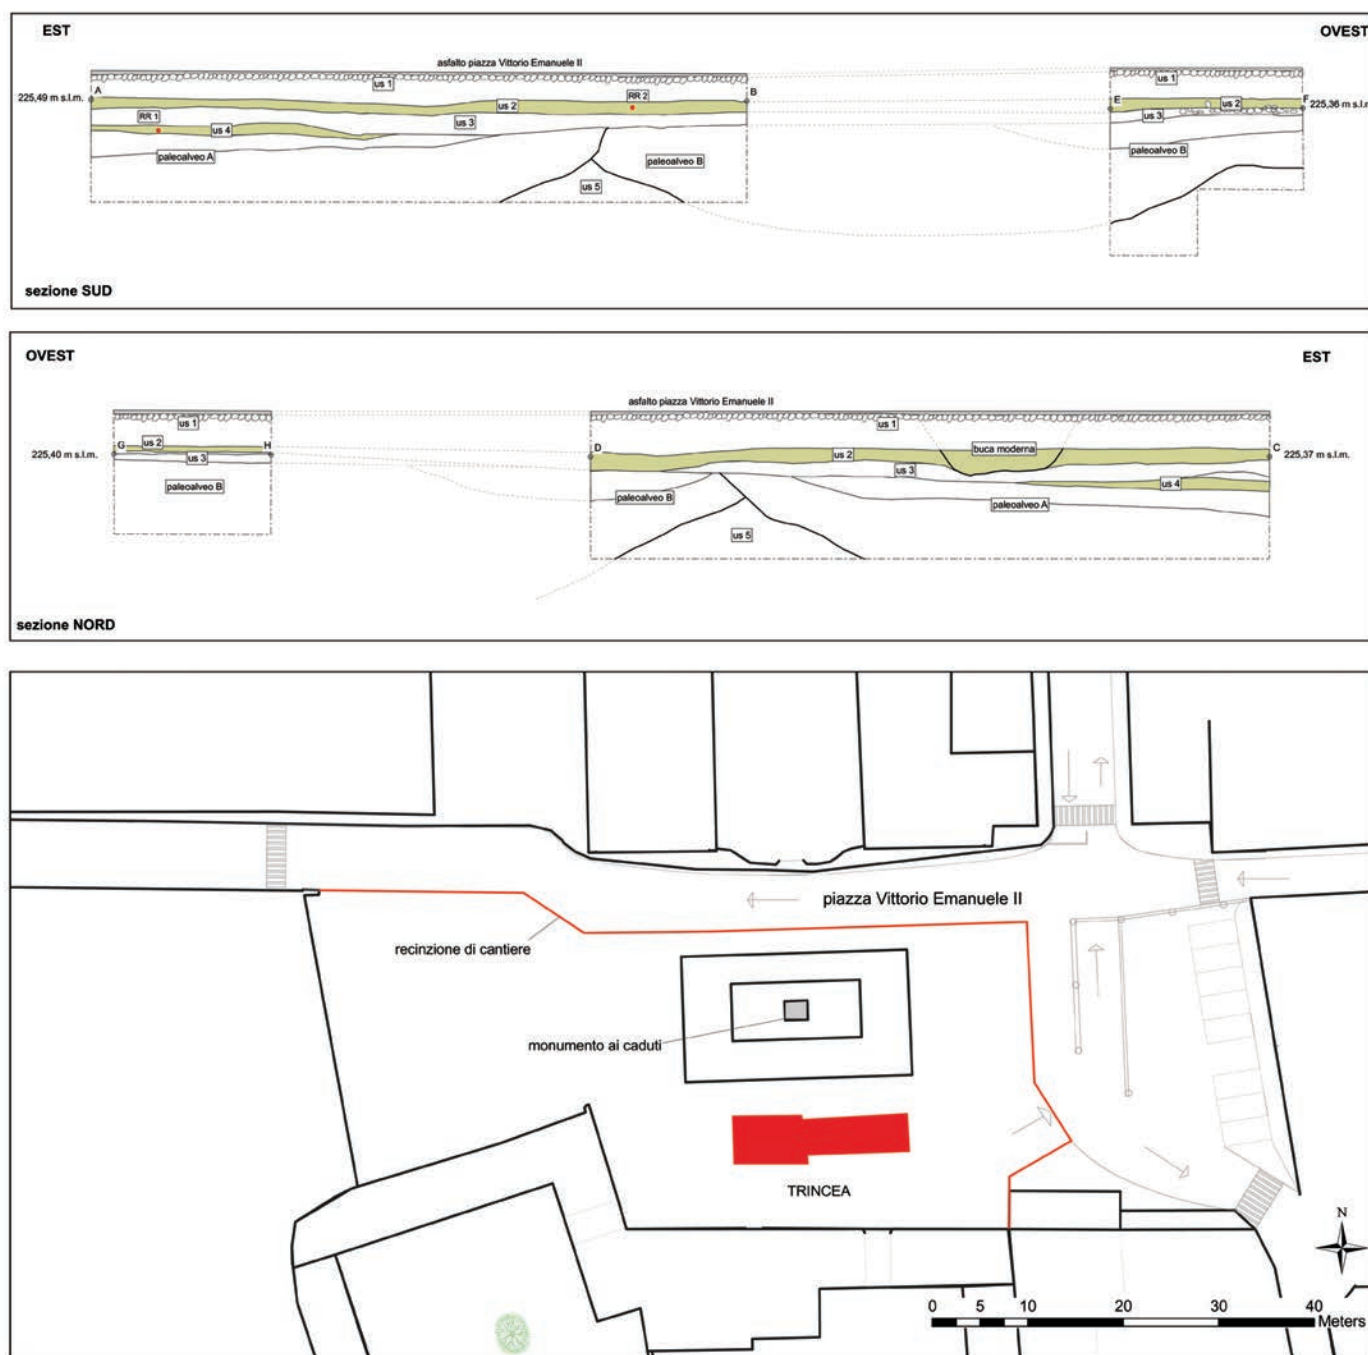 EST
OVEST
asfalto piazza Vittorio Emanuele II
us 1
us 1
A
225,49 m s.l.m.
RR 2
B
us 2
E
us 2
F
225,36 m s.l.m.
RR 1
us 3
us 3
us 4
paleoalveo A
paleoalveo B
paleoalveo B
us 5
sezione SUD
OVEST
EST
asfalto piazza Vittorio Emanuele II
us 1
us 1
G
us 2
H
D
us 2
buca moderna
C
225,40 m s.l.m.
us 3
225,37 m s.l.m.
us 3
us 4
paleoalveo B
paleoalveo B
paleoalveo A
us 5
sezione NORD
piazza Vittorio Emanuele II
recinzione di cantiere
monumento ai caduti
TRINCEA
N
0 5 10 20 30 40
Meters